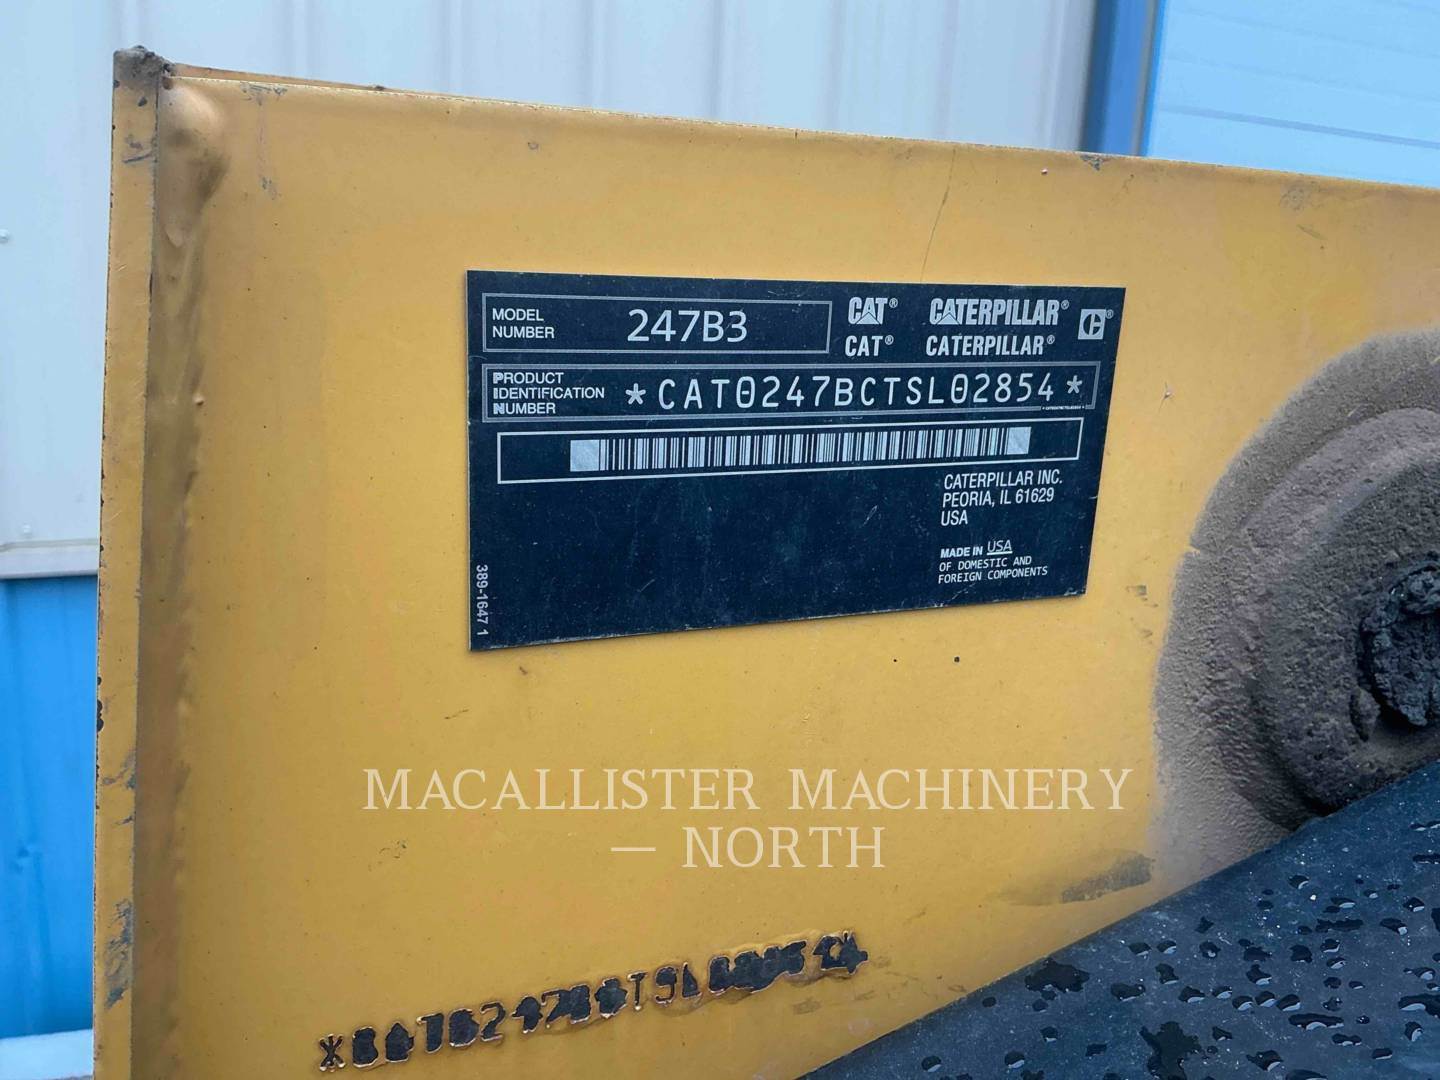 MODEL NUMBER 247B3
CAT® CATERPILLAR®
CAT® CATERPILLAR®
PRODUCT IDENTIFICATION NUMBER *CAT0247BCTSL02854*
CATERPILLAR INC.
PEORIA, IL 61629
USA
MADE IN USA
OF DOMESTIC AND
FOREIGN COMPONENTS
389-1647 1
MACALLISTER MACHINERY
— NORTH